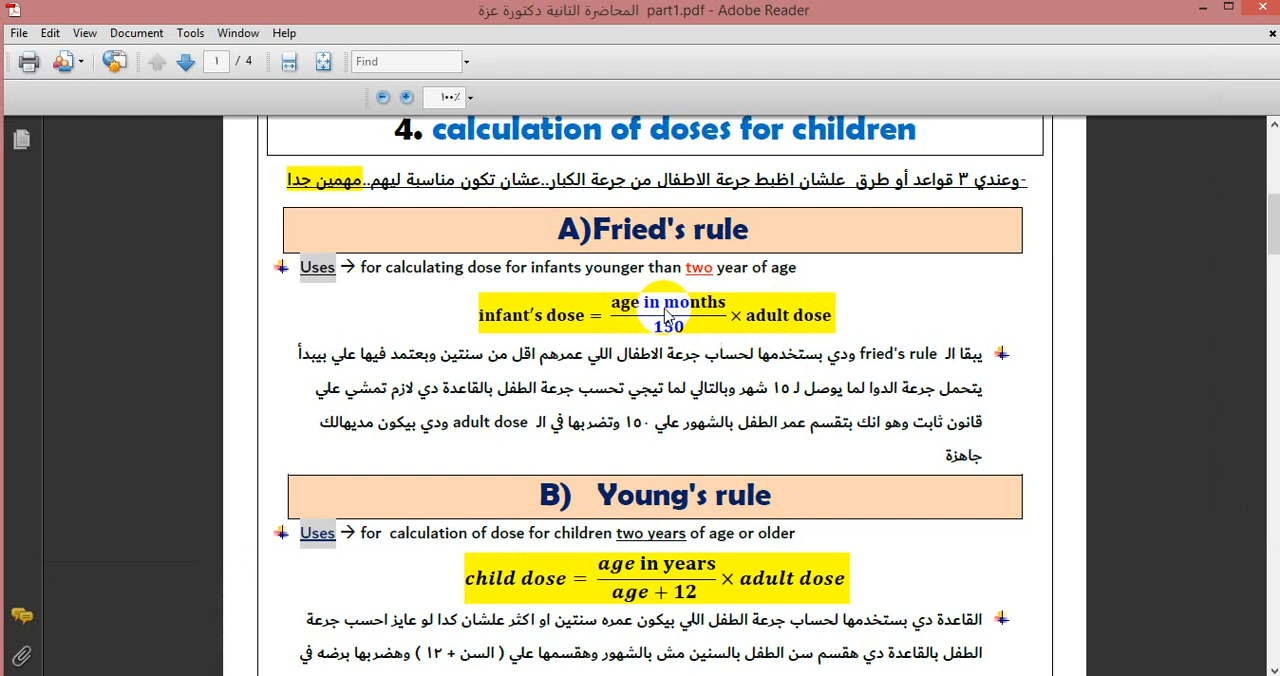 المحاضرة الثانية دكتورة عزة part1.pdf - Adobe Reader
File Edit View Document Tools Window Help
١ / 4 Find
١٠٠٪
4. calculation of doses for children
-وعندي ٣ قواعد أو طرق علشان اظبط جرعة الاطفال من جرعة الكبار..عشان تكون مناسبة ليهم..مهمين جدا
A)Fried's rule
Uses → for calculating dose for infants younger than two year of age
infant's dose = age in months / 150 × adult dose
يبقا الـ fried's rule ودي بستخدمها لحساب جرعة الاطفال اللي عمرهم اقل من سنتين وبعتمد فيها علي بيبدأ
يتحمل جرعة الدوا لما يوصل لـ ١٥ شهر وبالتالي لما تيجي تحسب جرعة الطفل بالقاعدة دي لازم تمشي علي
قانون ثابت وهو انك بتقسم عمر الطفل بالشهور علي ١٥٠ وتضربها في الـ adult dose ودي بيكون مديهالك
جاهزة
B) Young's rule
Uses → for calculation of dose for children two years of age or older
child dose = age in years / age + 12 × adult dose
القاعدة دي بستخدمها لحساب جرعة الطفل اللي بيكون عمره سنتين او اكثر علشان كدا لو عايز احسب جرعة
الطفل بالقاعدة دي هقسم سن الطفل بالسنين مش بالشهور وهقسمها علي ( السن + ١٢ ) وهضربها برضه في